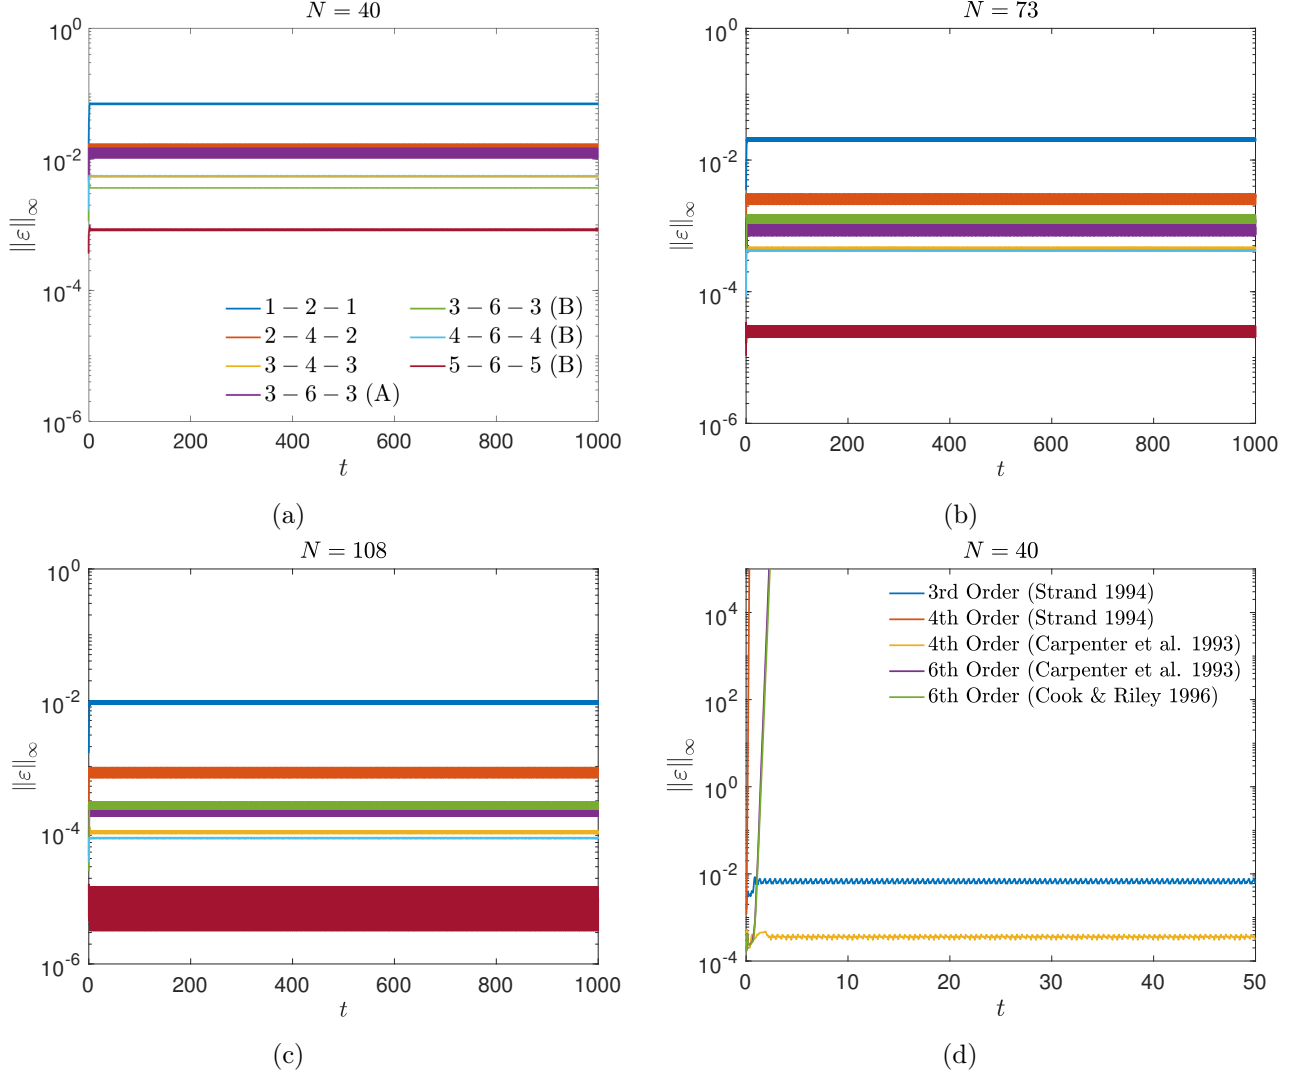 N = 40
10^0
10^-2
10^-4
10^-6
||ε||∞
1 − 2 − 1
2 − 4 − 2
3 − 4 − 3
3 − 6 − 3 (A)
3 − 6 − 3 (B)
4 − 6 − 4 (B)
5 − 6 − 5 (B)
0 200 400 600 800 1000
t
(a)
N = 73
10^0
10^-2
10^-4
10^-6
||ε||∞
0 200 400 600 800 1000
t
(b)
N = 108
10^0
10^-2
10^-4
10^-6
||ε||∞
0 200 400 600 800 1000
t
(c)
N = 40
10^4
10^2
10^0
10^-2
10^-4
||ε||∞
3rd Order (Strand 1994)
4th Order (Strand 1994)
4th Order (Carpenter et al. 1993)
6th Order (Carpenter et al. 1993)
6th Order (Cook & Riley 1996)
0 10 20 30 40 50
t
(d)